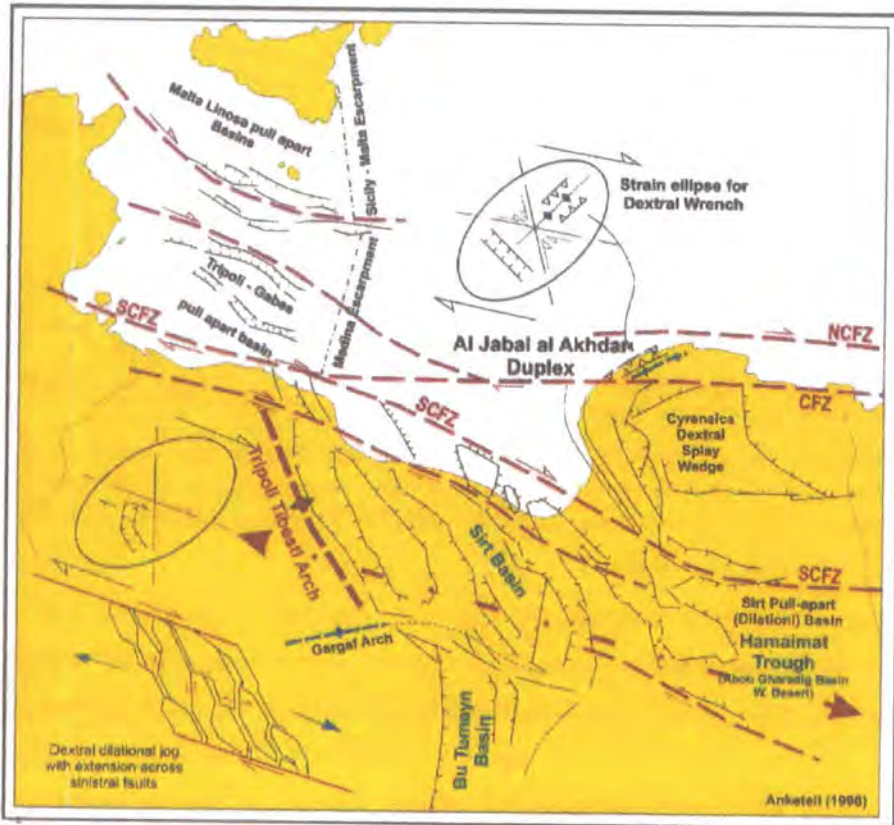 Malta Linosa pull apart
Basins
Sicily - Malta Escarpment
Strain ellipse for
Dextral Wrench
Tripoli - Gabes
pull apart basin
Medina Escarpment
SCFZ
NCFZ
Al Jabal al Akhdar
Duplex
CFZ
SCFZ
Cyrenaica
Dextral
Splay
Wedge
Tripoli Tibesti Arch
Sirt Basin
SCFZ
Sirt Pull-apart
(Dilation) Basin
Hamaimat
Trough
(Abou Gharadig Basin
W. Desert)
Gargaf Arch
Bu Tumayn
Basin
Dextral dilational jog
with extension across
sinistral faults
Anketell (1996)